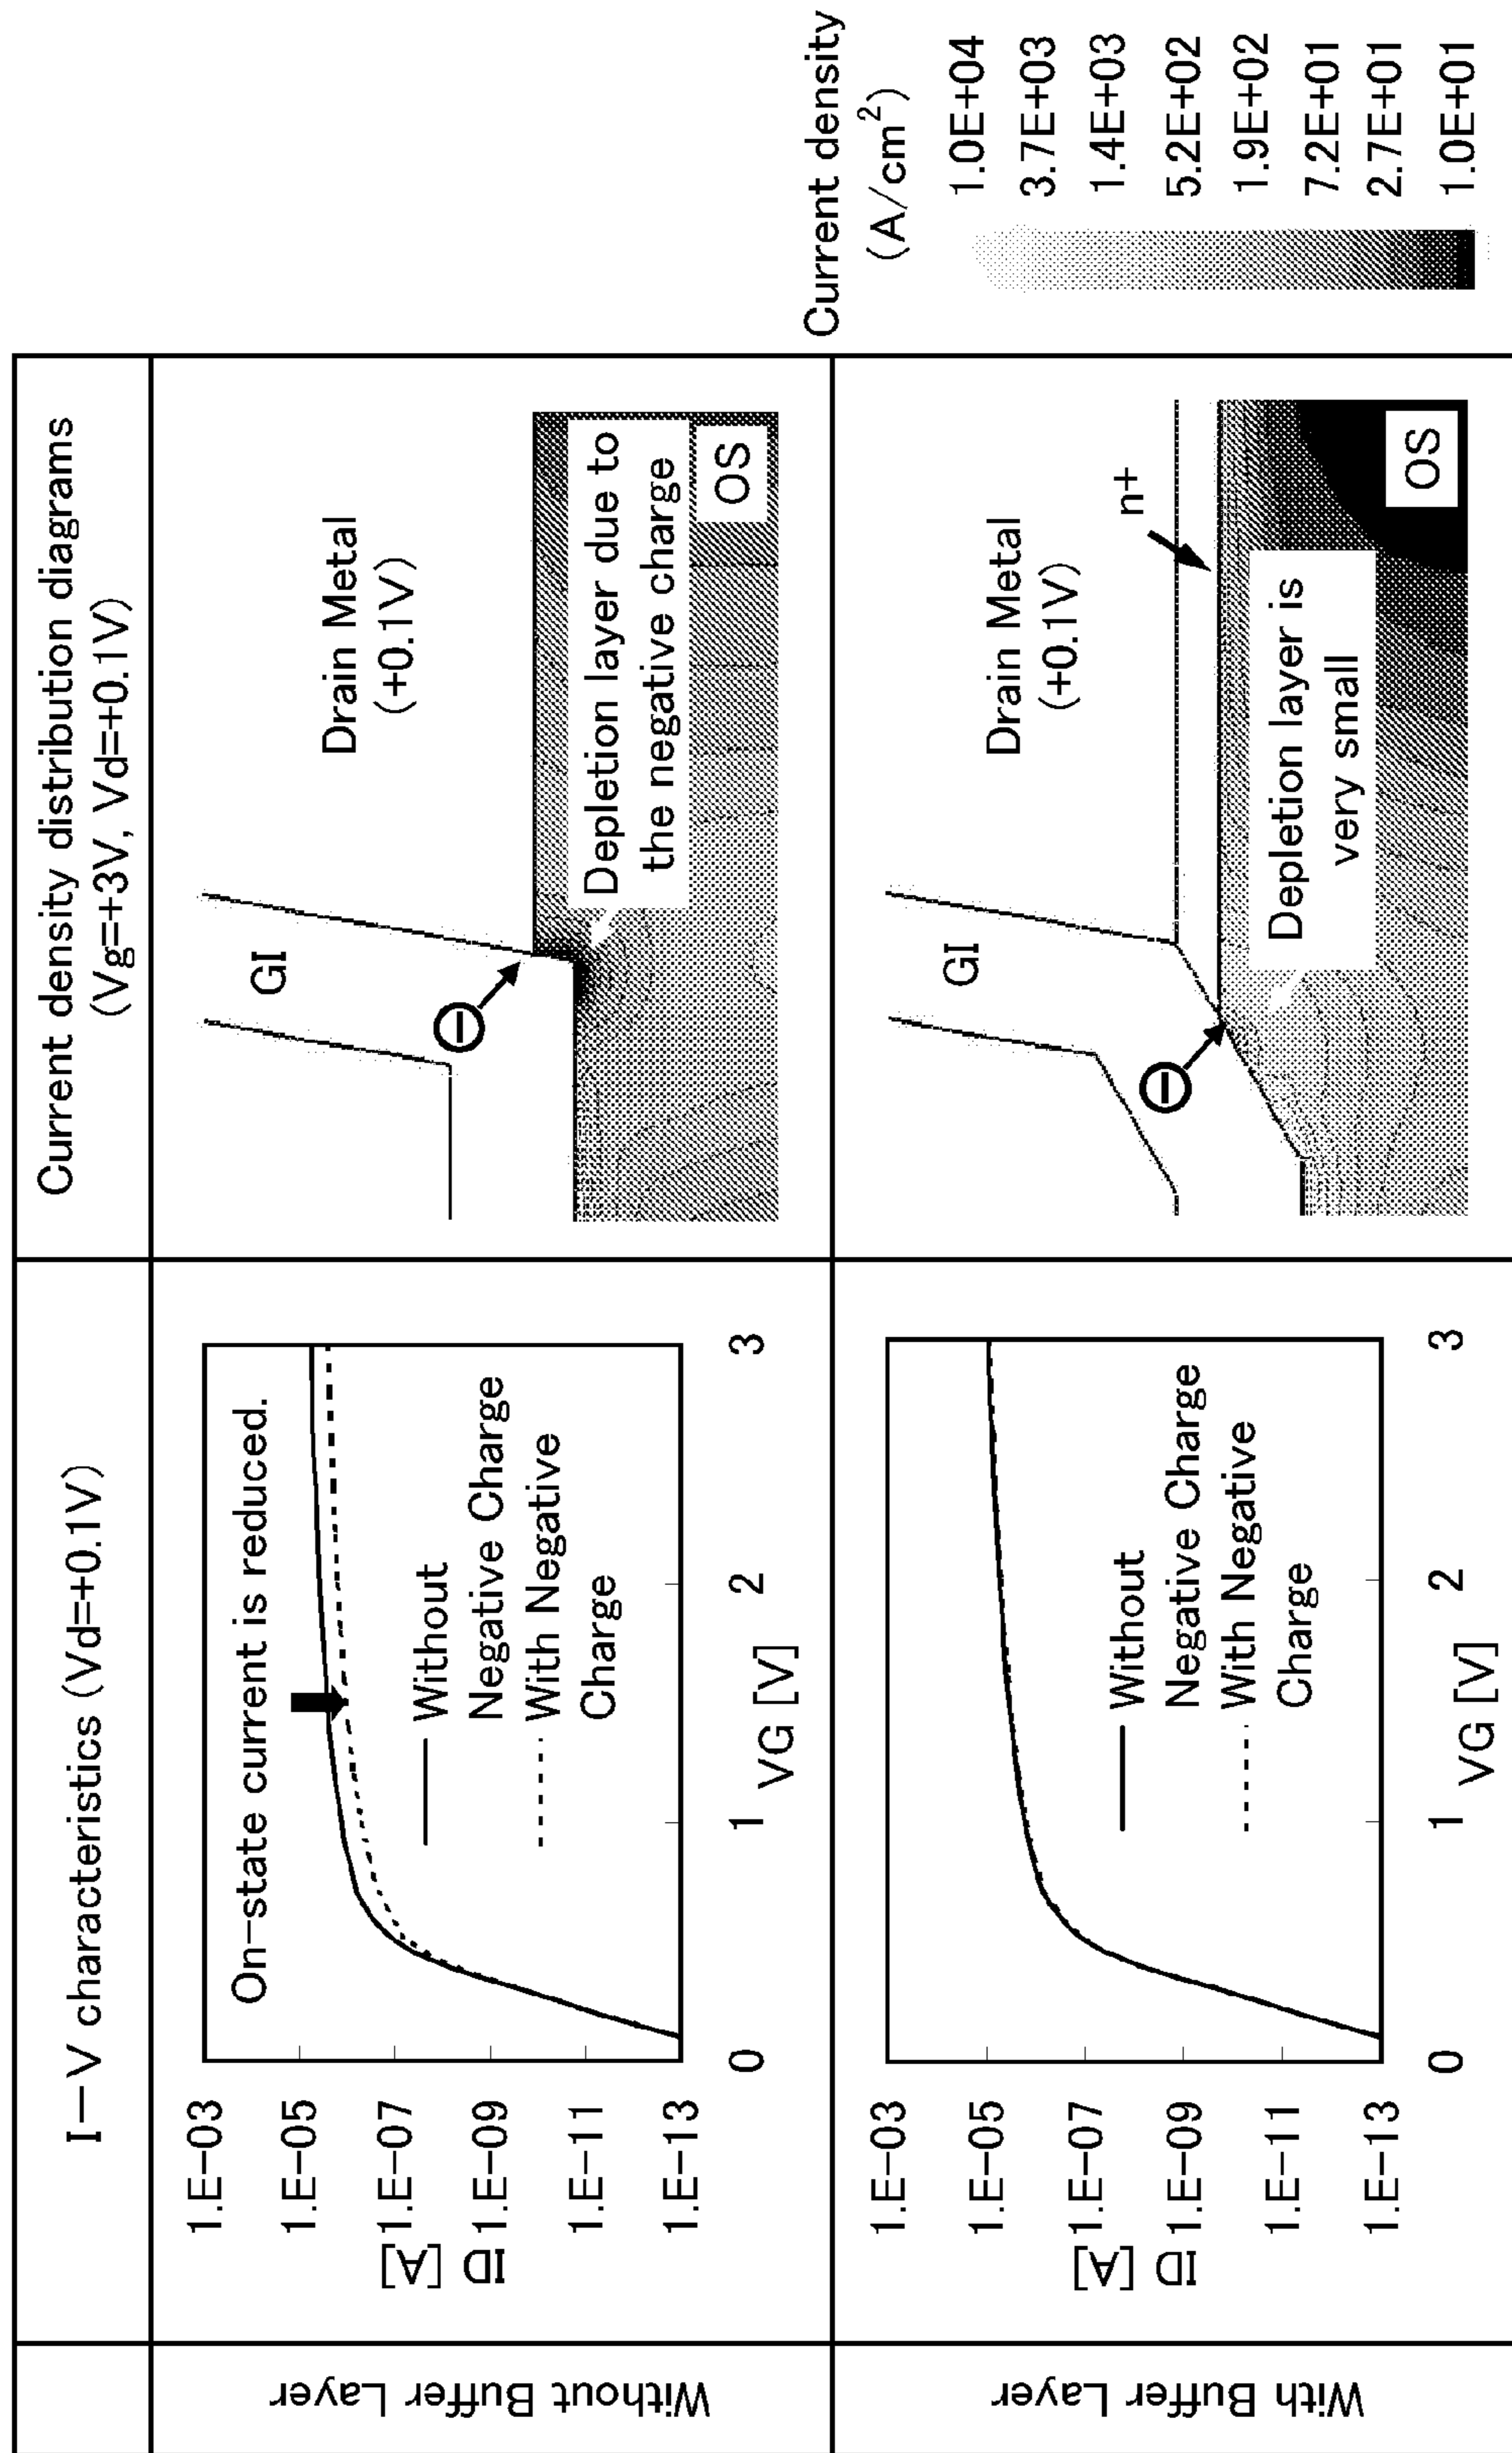 I-V characteristics (Vd=+0.1V)
Current density distribution diagrams
(Vg=+3V, Vd=+0.1V)
Without Buffer Layer
ID [A]
1.E-03
1.E-05
1.E-07
1.E-09
1.E-11
1.E-13
On-state current is reduced.
Without
Negative Charge
With Negative
Charge
0
1
2
3
VG [V]
GI
Drain Metal
(+0.1V)
⊖
Depletion layer due to
the negative charge
OS
With Buffer Layer
ID [A]
1.E-03
1.E-05
1.E-07
1.E-09
1.E-11
1.E-13
Without
Negative Charge
With Negative
Charge
0
1
2
3
VG [V]
GI
Drain Metal
(+0.1V)
n+
⊖
Depletion layer is
very small
OS
Current density
(A/cm²)
1.0E+04
3.7E+03
1.4E+03
5.2E+02
1.9E+02
7.2E+01
2.7E+01
1.0E+01